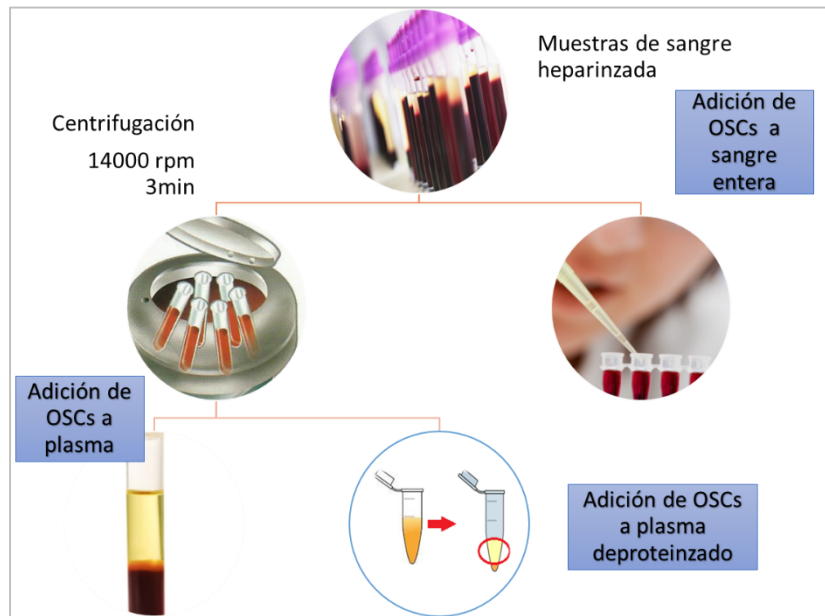 Muestras de sangre
heparinzada
Adición de
OSCs a
sangre
entera
Centrifugación
14000 rpm
3min
Adición de
OSCs a
plasma
Adición de OSCs
a plasma
deproteinzado